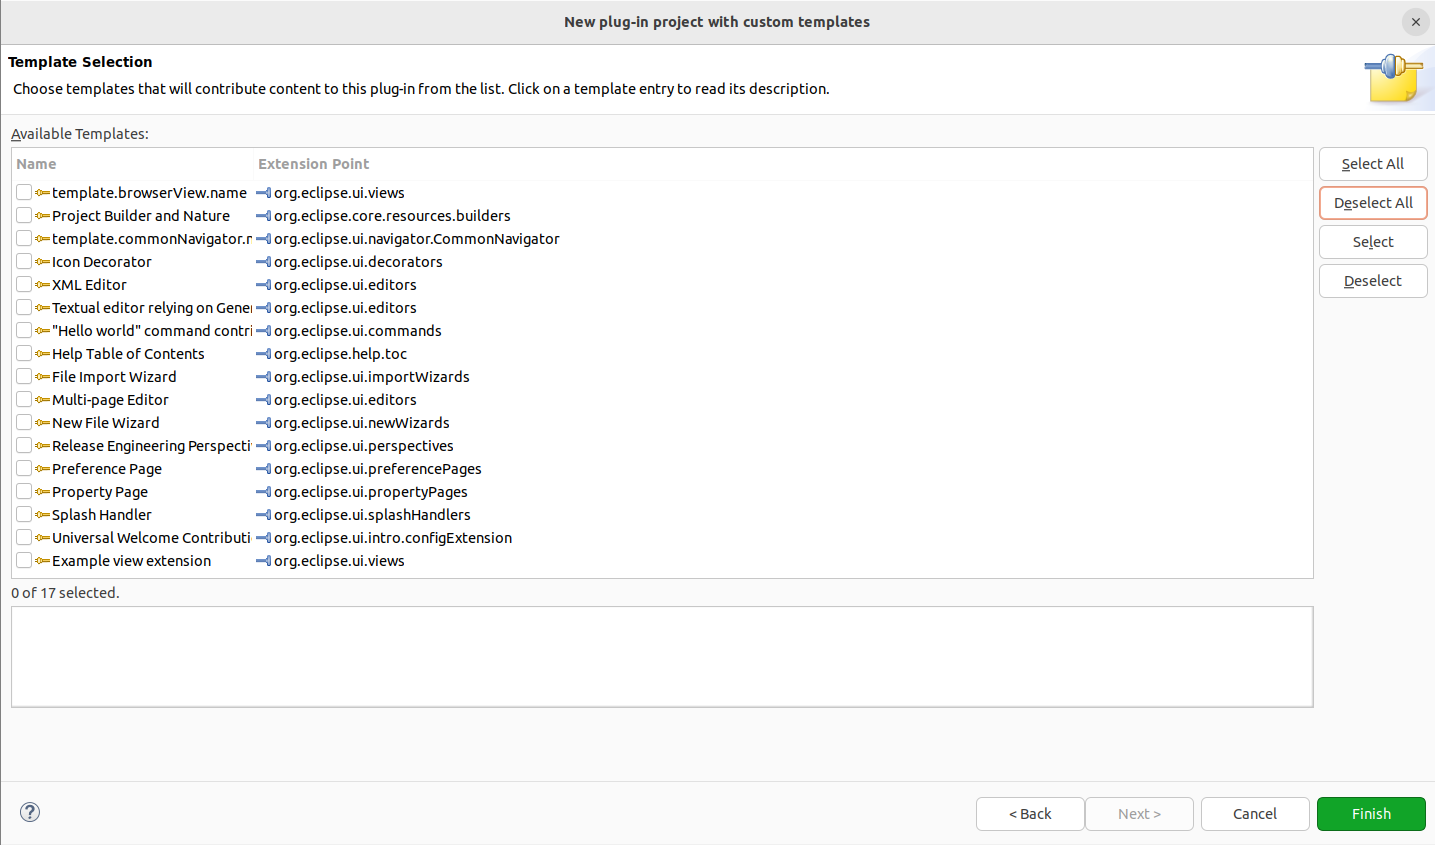 New plug-in project with custom templates
Template Selection
Choose templates that will contribute content to this plug-in from the list. Click on a template entry to read its description.
Available Templates:
Name Extension Point
template.browserView.name org.eclipse.ui.views
Project Builder and Nature org.eclipse.core.resources.builders
template.commonNavigator.n org.eclipse.ui.navigator.CommonNavigator
Icon Decorator org.eclipse.ui.decorators
XML Editor org.eclipse.ui.editors
Textual editor relying on Gene org.eclipse.ui.editors
"Hello world" command contri org.eclipse.ui.commands
Help Table of Contents org.eclipse.help.toc
File Import Wizard org.eclipse.ui.importWizards
Multi-page Editor org.eclipse.ui.editors
New File Wizard org.eclipse.ui.newWizards
Release Engineering Perspecti org.eclipse.ui.perspectives
Preference Page org.eclipse.ui.preferencePages
Property Page org.eclipse.ui.propertyPages
Splash Handler org.eclipse.ui.splashHandlers
Universal Welcome Contributi org.eclipse.ui.intro.configExtension
Example view extension org.eclipse.ui.views
Select All
Deselect All
Select
Deselect
0 of 17 selected.
?
< Back Next > Cancel Finish